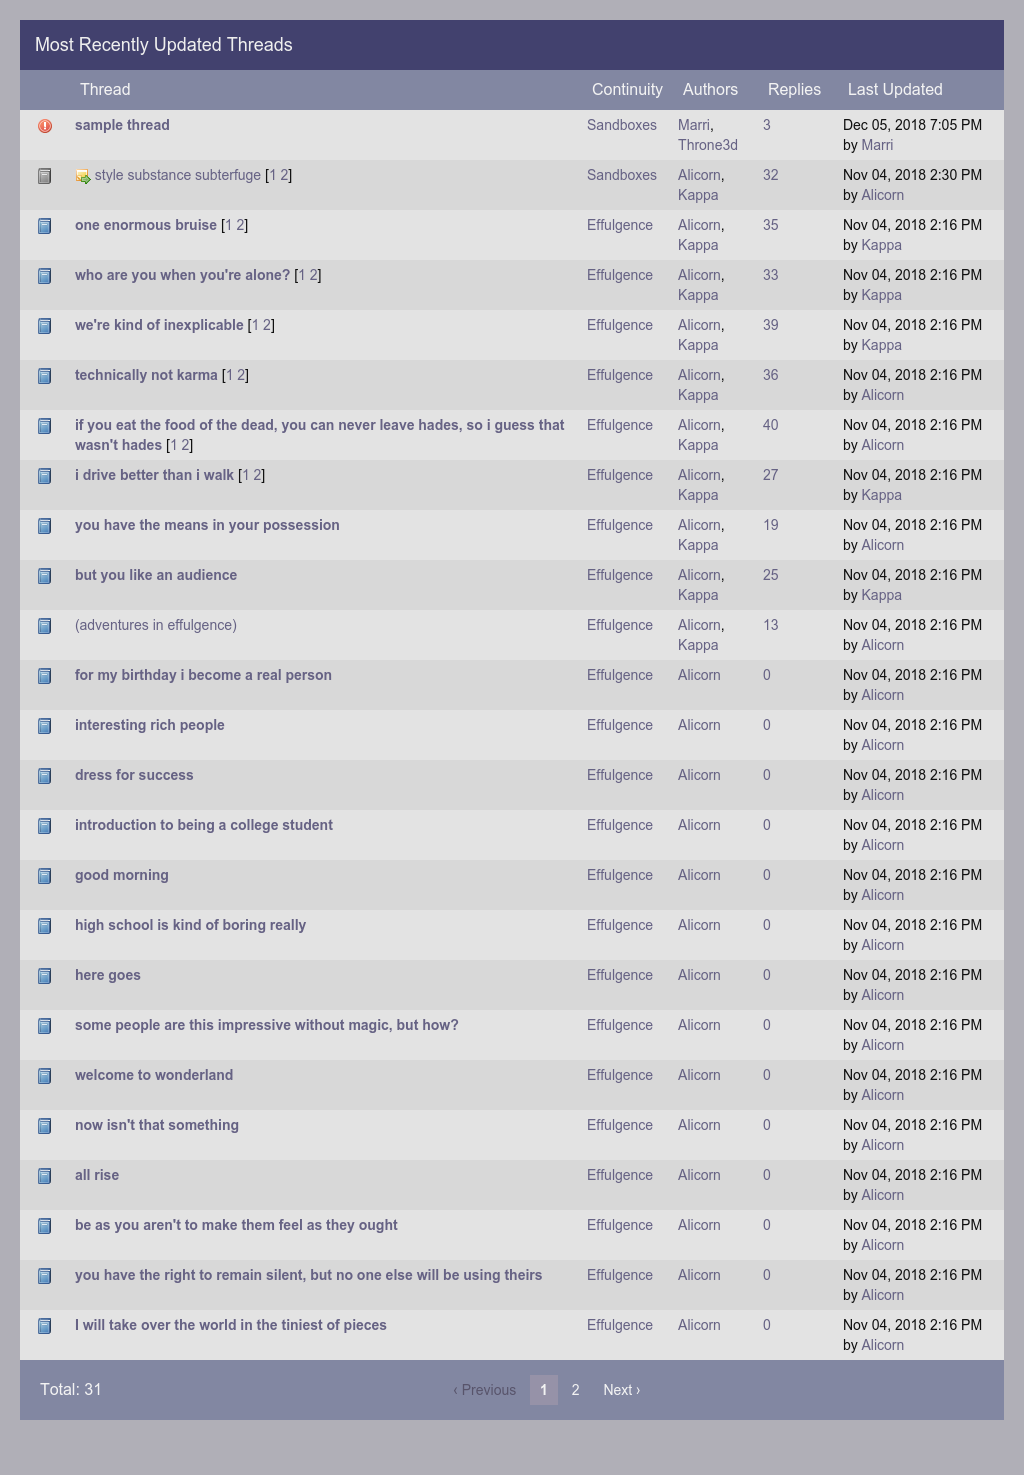 Most Recently Updated Threads
Thread Continuity Authors Replies Last Updated
sample thread Sandboxes Marri, 3 Dec 05, 2018 7:05 PM
Throne3d by Marri
style substance subterfuge [1 2] Sandboxes Alicorn, 32 Nov 04, 2018 2:30 PM
Kappa by Alicorn
one enormous bruise [1 2] Effulgence Alicorn, 35 Nov 04, 2018 2:16 PM
Kappa by Kappa
who are you when you're alone? [1 2] Effulgence Alicorn, 33 Nov 04, 2018 2:16 PM
Kappa by Kappa
we're kind of inexplicable [1 2] Effulgence Alicorn, 39 Nov 04, 2018 2:16 PM
Kappa by Kappa
technically not karma [1 2] Effulgence Alicorn, 36 Nov 04, 2018 2:16 PM
Kappa by Alicorn
if you eat the food of the dead, you can never leave hades, so i guess that Effulgence Alicorn, 40 Nov 04, 2018 2:16 PM
wasn't hades [1 2] Kappa by Alicorn
i drive better than i walk [1 2] Effulgence Alicorn, 27 Nov 04, 2018 2:16 PM
Kappa by Kappa
you have the means in your possession Effulgence Alicorn, 19 Nov 04, 2018 2:16 PM
Kappa by Alicorn
but you like an audience Effulgence Alicorn, 25 Nov 04, 2018 2:16 PM
Kappa by Kappa
(adventures in effulgence) Effulgence Alicorn, 13 Nov 04, 2018 2:16 PM
Kappa by Alicorn
for my birthday i become a real person Effulgence Alicorn 0 Nov 04, 2018 2:16 PM
by Alicorn
interesting rich people Effulgence Alicorn 0 Nov 04, 2018 2:16 PM
by Alicorn
dress for success Effulgence Alicorn 0 Nov 04, 2018 2:16 PM
by Alicorn
introduction to being a college student Effulgence Alicorn 0 Nov 04, 2018 2:16 PM
by Alicorn
good morning Effulgence Alicorn 0 Nov 04, 2018 2:16 PM
by Alicorn
high school is kind of boring really Effulgence Alicorn 0 Nov 04, 2018 2:16 PM
by Alicorn
here goes Effulgence Alicorn 0 Nov 04, 2018 2:16 PM
by Alicorn
some people are this impressive without magic, but how? Effulgence Alicorn 0 Nov 04, 2018 2:16 PM
by Alicorn
welcome to wonderland Effulgence Alicorn 0 Nov 04, 2018 2:16 PM
by Alicorn
now isn't that something Effulgence Alicorn 0 Nov 04, 2018 2:16 PM
by Alicorn
all rise Effulgence Alicorn 0 Nov 04, 2018 2:16 PM
by Alicorn
be as you aren't to make them feel as they ought Effulgence Alicorn 0 Nov 04, 2018 2:16 PM
by Alicorn
you have the right to remain silent, but no one else will be using theirs Effulgence Alicorn 0 Nov 04, 2018 2:16 PM
by Alicorn
I will take over the world in the tiniest of pieces Effulgence Alicorn 0 Nov 04, 2018 2:16 PM
by Alicorn
Total: 31 ‹ Previous 1 2 Next ›